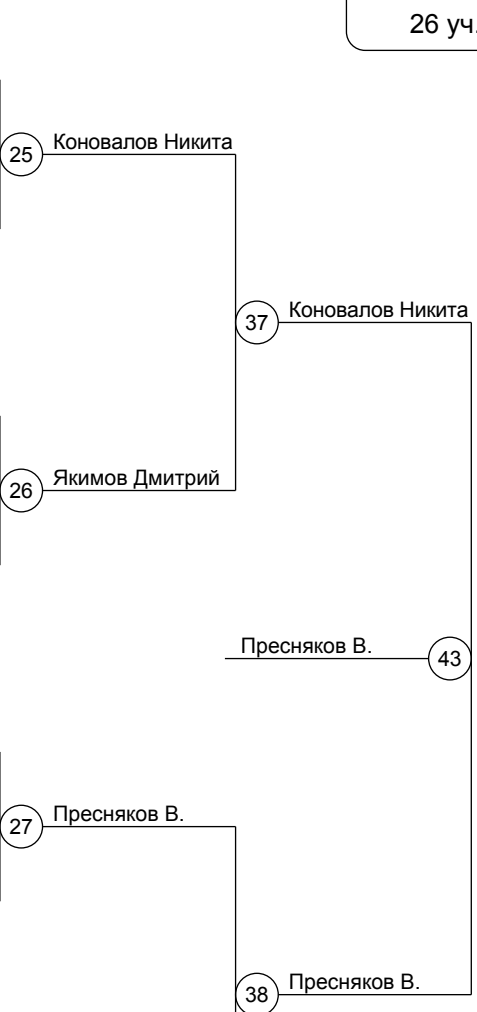 26 уч.
25 Коновалов Никита
37 Коновалов Никита
26 Якимов Дмитрий
Пресняков В. 43
27 Пресняков В.
38 Пресняков В.